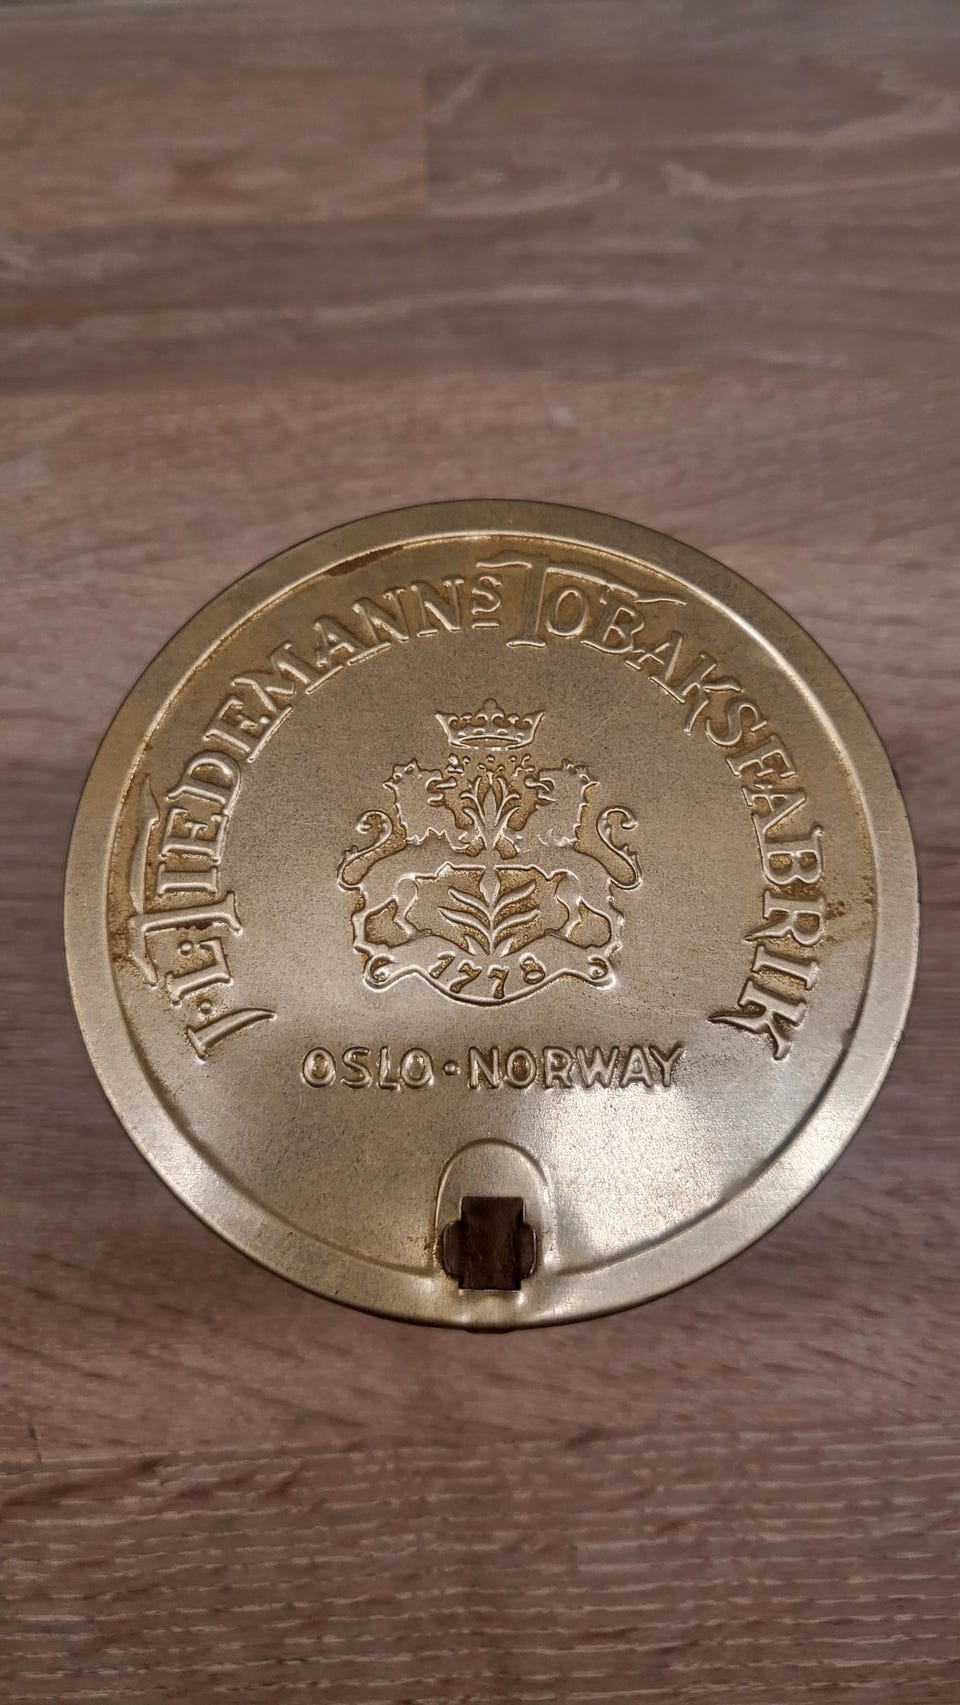 J·L: TIEDEMANNS TOBAKSFABRIK
1778
OSLO·NORWAY